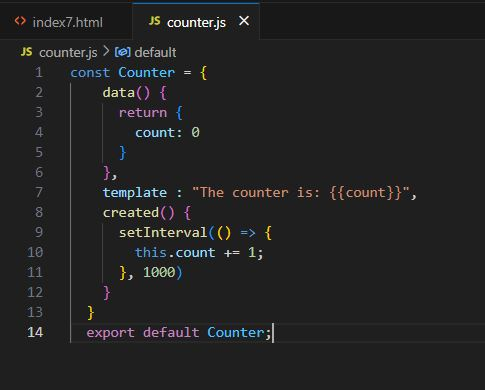 index7.html
JS counter.js ×
JS counter.js > default
1 const Counter = {
2 data() {
3 return {
4 count: 0
5 }
6 },
7 template : "The counter is: {{count}}",
8 created() {
9 setInterval(() => {
10 this.count += 1;
11 }, 1000)
12 }
13 }
14 export default Counter;